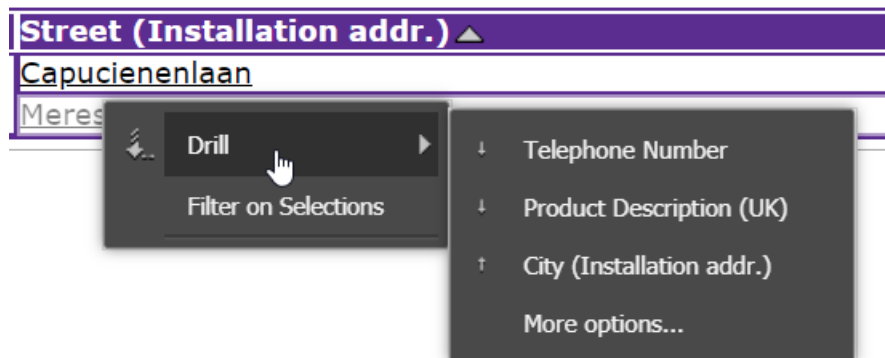 Street (Installation addr.)
Capucienenlaan
Meres
Drill
Filter on Selections
Telephone Number
Product Description (UK)
City (Installation addr.)
More options...